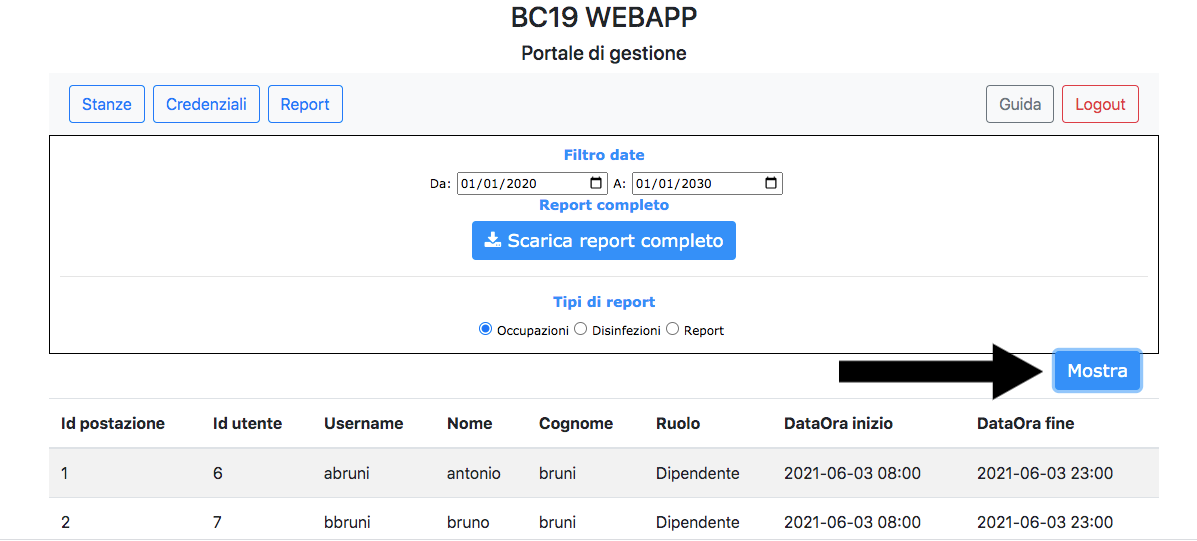 BC19 WEBAPP
Portale di gestione
Stanze Credenziali Report Guida Logout
Filtro date
Da: 01/01/2020 A: 01/01/2030
Report completo
Scarica report completo
Tipi di report
Occupazioni Disinfezioni Report
Mostra
Id postazione Id utente Username Nome Cognome Ruolo DataOra inizio DataOra fine
1 6 abruni antonio bruni Dipendente 2021-06-03 08:00 2021-06-03 23:00
2 7 bbruni bruno bruni Dipendente 2021-06-03 08:00 2021-06-03 23:00